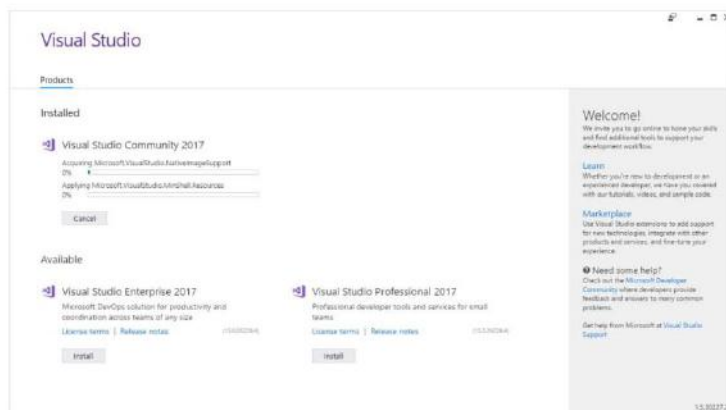 Visual Studio
Products
Installed
Visual Studio Community 2017
Acquiring Microsoft.VisualStudio.NativeImageSupport
0%
Applying Microsoft.VisualStudio.MinShell.Resources
0%
Cancel
Available
Visual Studio Enterprise 2017
Microsoft DevOps solution for productivity and
coordination across teams of any size
License terms | Release notes
Install
Visual Studio Professional 2017
Professional developer tools and services for small
teams
License terms | Release notes
Install
Welcome!
We invite you to go online to hone your skills
and find additional tools to support your
development workflow.
Learn
Whether you're new to development or an
experienced developer, we have you covered
with our tutorials, videos, and sample code.
Marketplace
Use Visual Studio extensions to add support
for new technologies, integrate with other
products and services, and fine-tune your
experience.
Need some help?
Check out the Microsoft Developer
Community where developers provide
feedback and answers to many common
problems.
Get help from Microsoft at Visual Studio
Support